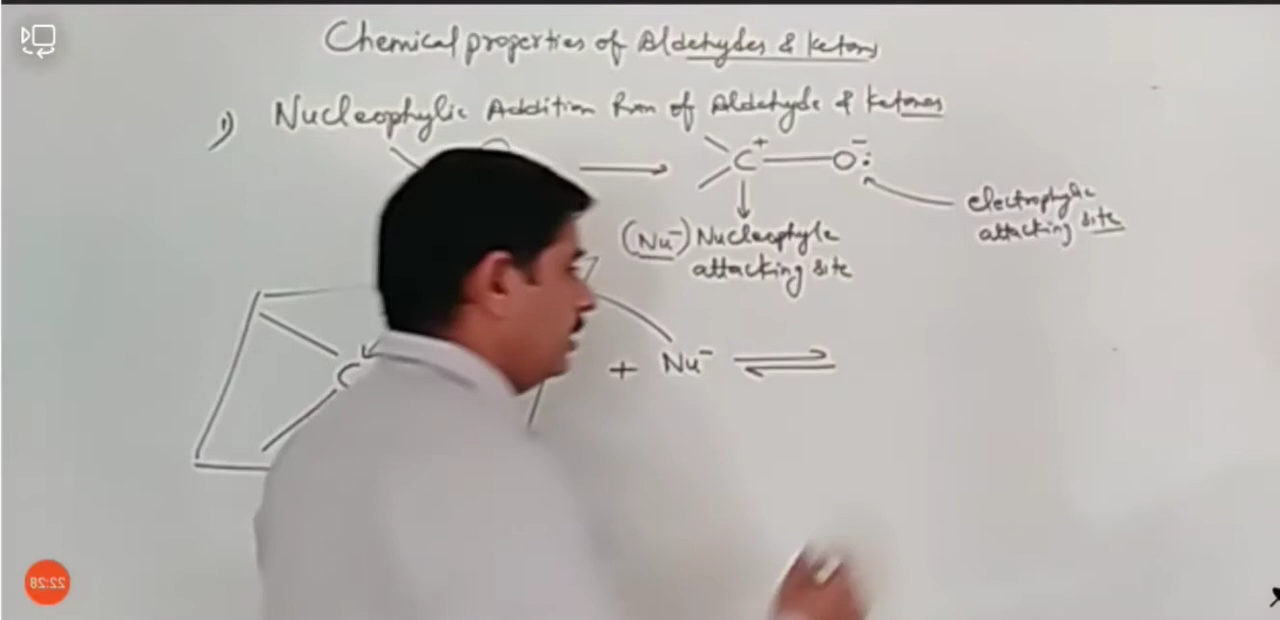 Chemical properties of Aldehydes & Ketons
1) Nucleophylic Addition Rxn of Aldehyde & Ketones
C⁺ — O⁻:
electrophylic
attacking site
(Nu⁻) Nucleophyle
attacking site
C + Nu⁻ ⇌
22:28